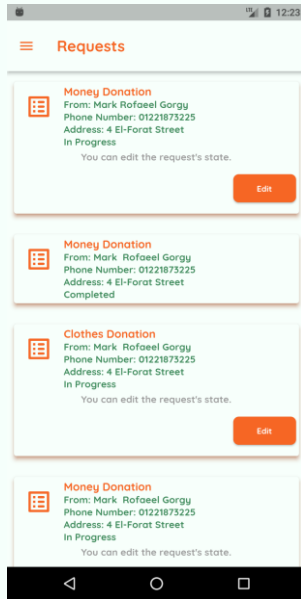 LTE 12:23
Requests
Money Donation
From: Mark Rofaeel Gorgy
Phone Number: 01221873225
Address: 4 El-Forat Street
In Progress
You can edit the request's state.
Edit
Money Donation
From: Mark Rofaeel Gorgy
Phone Number: 01221873225
Address: 4 El-Forat Street
Completed
Clothes Donation
From: Mark Rofaeel Gorgy
Phone Number: 01221873225
Address: 4 El-Forat Street
In Progress
You can edit the request's state.
Edit
Money Donation
From: Mark Rofaeel Gorgy
Phone Number: 01221873225
Address: 4 El-Forat Street
In Progress
You can edit the request's state.